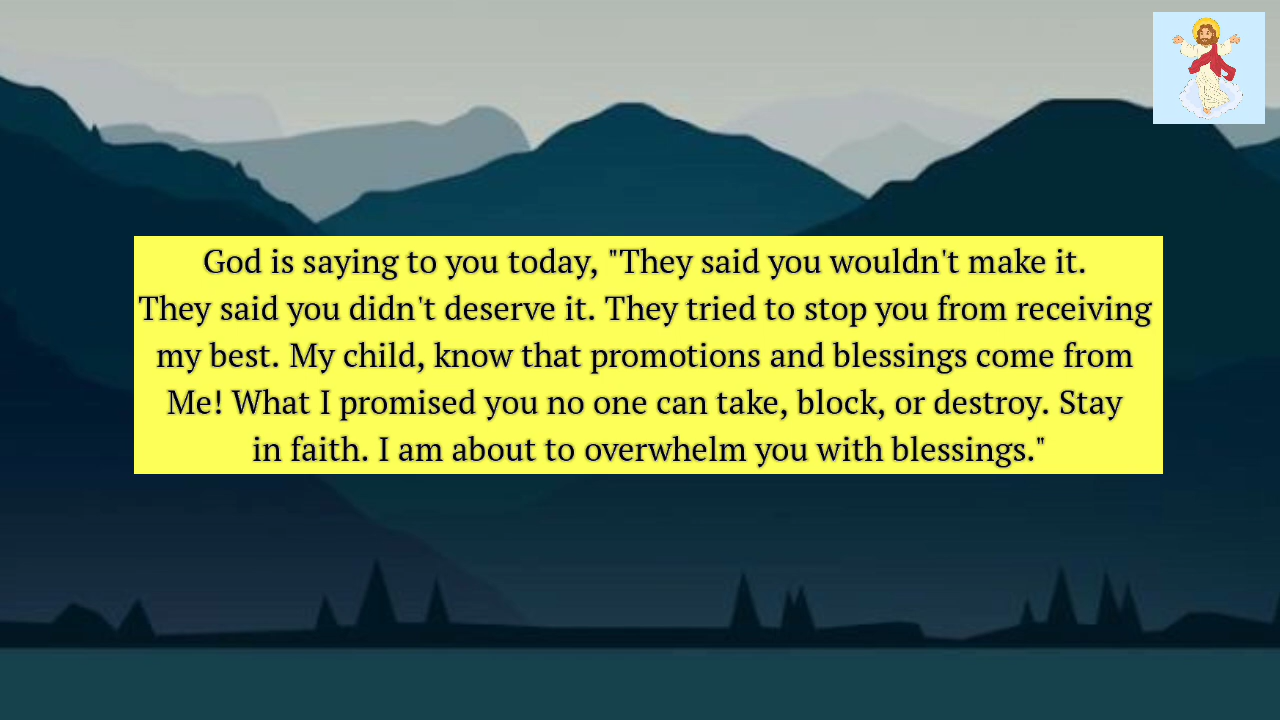 God is saying to you today, "They said you wouldn't make it.
They said you didn't deserve it. They tried to stop you from receiving
my best. My child, know that promotions and blessings come from
Me! What I promised you no one can take, block, or destroy. Stay
in faith. I am about to overwhelm you with blessings."